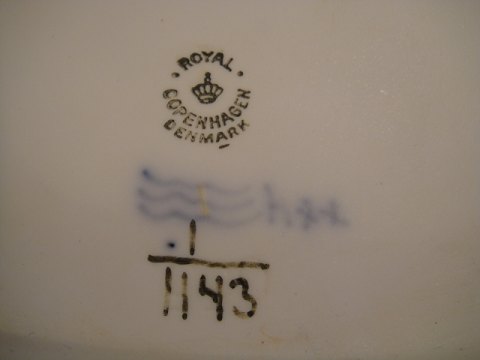 ROYAL
COPENHAGEN
DENMARK
1
1143